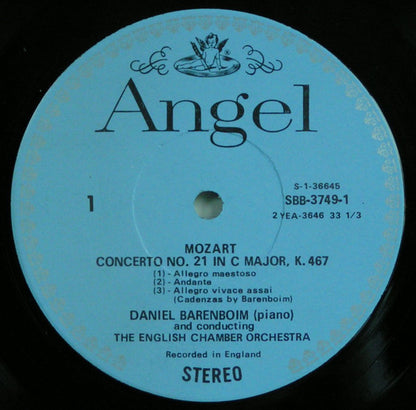 Angel
S-1-36645
SBB-3749-1
1
2 YEA-3646 33 1/3
MOZART
CONCERTO NO. 21 IN C MAJOR, K. 467
(1) - Allegro maestoso
(2) - Andante
(3) - Allegro vivace assai
(Cadenzas by Barenboim)
DANIEL BARENBOIM (piano)
and conducting
THE ENGLISH CHAMBER ORCHESTRA
Recorded in England
STEREO